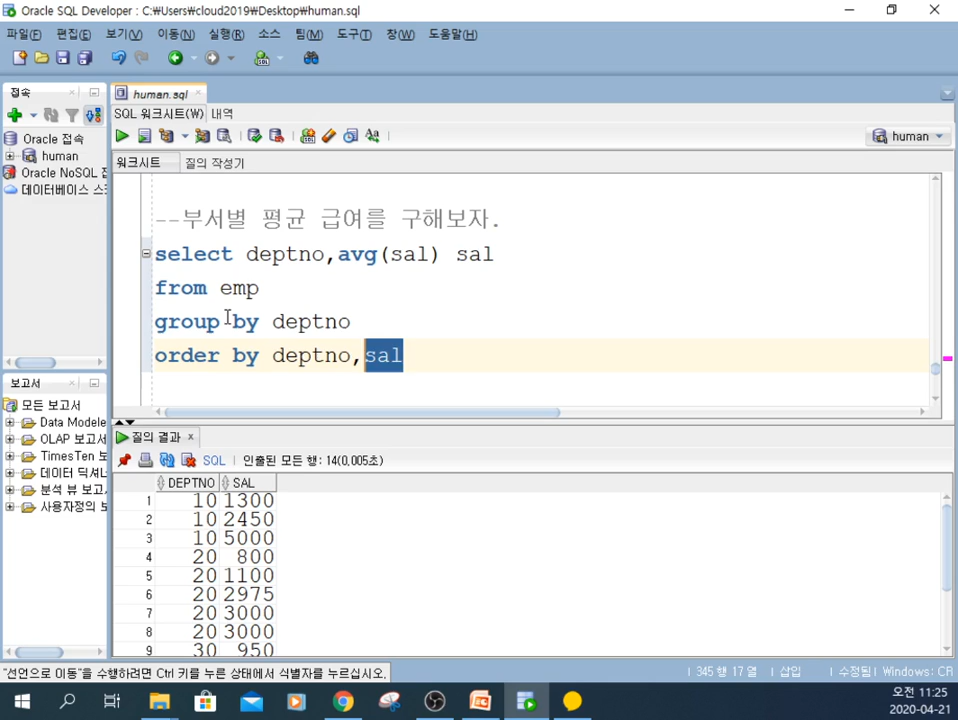 Oracle SQL Developer : C:₩Users₩cloud2019₩Desktop₩human.sql
파일(F) 편집(E) 보기(V) 이동(N) 실행(R) 소스 팀(M) 도구(T) 창(W) 도움말(H)
접속
Oracle 접속
human
Oracle NoSQL 접
데이터베이스 스키
human.sql
SQL 워크시트(W) 내역
human
워크시트 질의 작성기
--부서별 평균 급여를 구해보자.
select deptno,avg(sal) sal
from emp
group by deptno
order by deptno,sal
보고서
모든 보고서
Data Modele
OLAP 보고서
TimesTen 보
데이터 딕셔너
분석 뷰 보고
사용자정의 보
질의 결과
SQL | 인출된 모든 행: 14(0,005초)
DEPTNO SAL
1 10 1300
2 10 2450
3 10 5000
4 20 800
5 20 1100
6 20 2975
7 20 3000
8 20 3000
9 30 950
"선언으로 이동"을 수행하려면 Ctrl 키를 누른 상태에서 식별자를 누르십시오.
345 행 17 열 | 삽입 | 수정됨 | Windows: CR
오전 11:25
2020-04-21